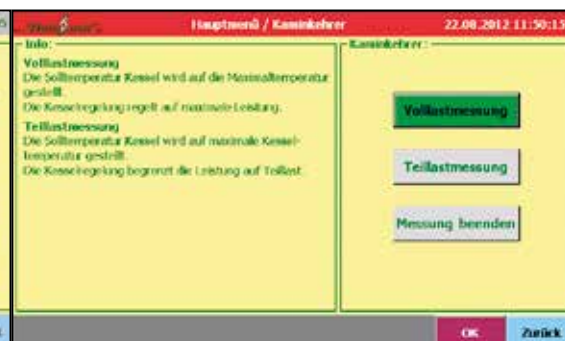 Hauptmenü / Kaminkehrer 22.08.2012 11:50:15
Info:
Volllastmessung
Die Solltemperatur Kessel wird auf die Maximaltemperatur
gestellt.
Die Kesselregelung regelt auf maximale Leistung.
Teillastmessung
Die Solltemperatur Kessel wird auf maximale Kessel-
temperatur gestellt.
Die Kesselregelung begrenzt die Leistung auf Teillast.
Kaminkehrer:
Volllastmessung
Teillastmessung
Messung beenden
OK Zurück